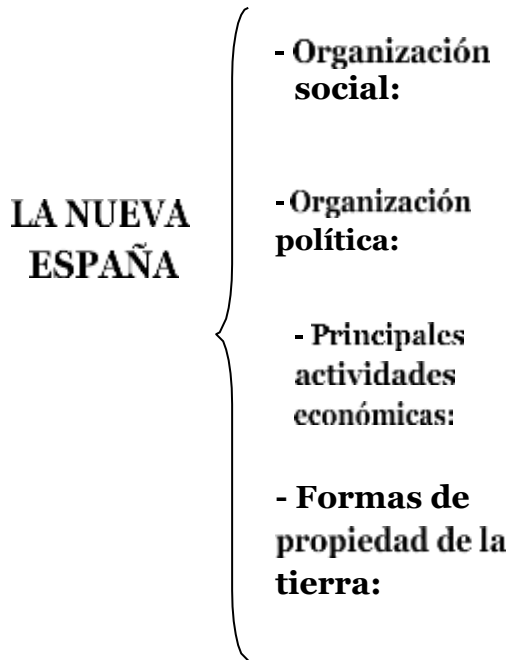 - Organización
social:
- Organización
política:
LA NUEVA
ESPAÑA
- Principales
actividades
económicas:
- Formas de
propiedad de la
tierra: